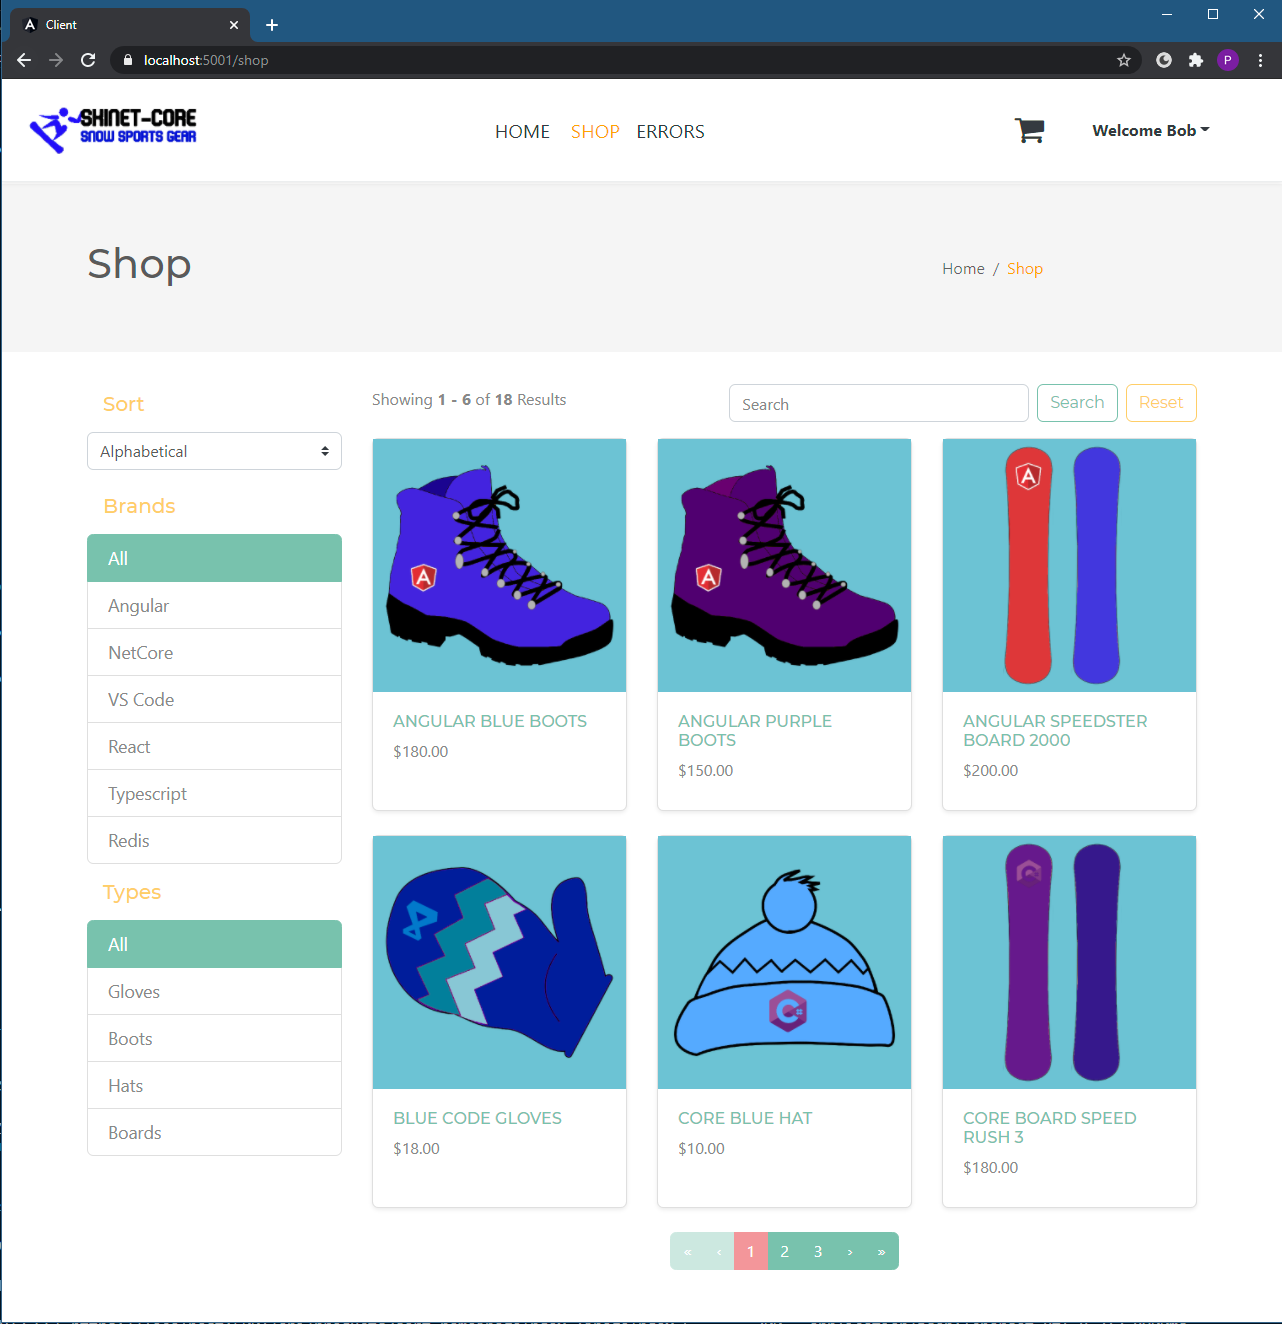 Client
localhost:5001/shop
P
SHINET-CORE
SNOW SPORTS GEAR
HOME SHOP ERRORS
Welcome Bob
Shop
Home / Shop
Sort
Alphabetical
Brands
All
Angular
NetCore
VS Code
React
Typescript
Redis
Types
All
Gloves
Boots
Hats
Boards
Showing 1 - 6 of 18 Results
Search Search Reset
A
A
A
ANGULAR BLUE BOOTS
$180.00
ANGULAR PURPLE
BOOTS
$150.00
ANGULAR SPEEDSTER
BOARD 2000
$200.00
C#
BLUE CODE GLOVES
$18.00
CORE BLUE HAT
$10.00
CORE BOARD SPEED
RUSH 3
$180.00
« ‹ 1 2 3 › »